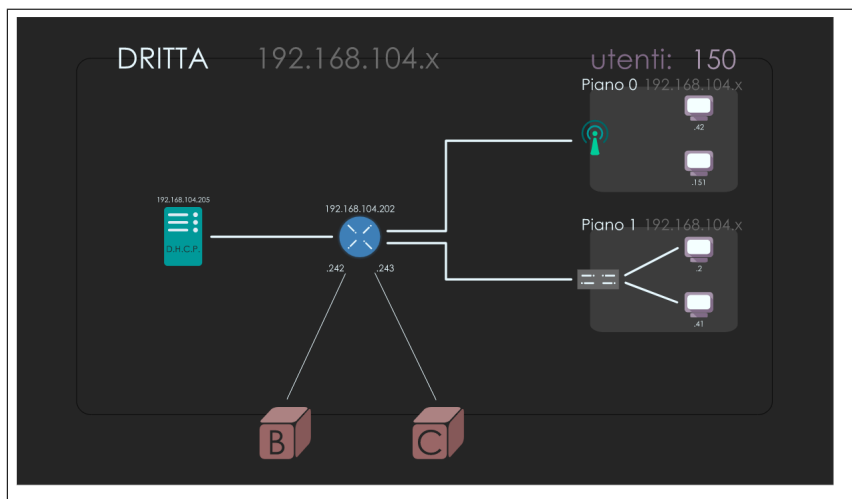 DRITTA 192.168.104.x utenti: 150
Piano 0 192.168.104.x
.42
.151
192.168.104.205
D.H.C.P.
192.168.104.202
.242 .243
Piano 1 192.168.104.x
.2
.41
B C